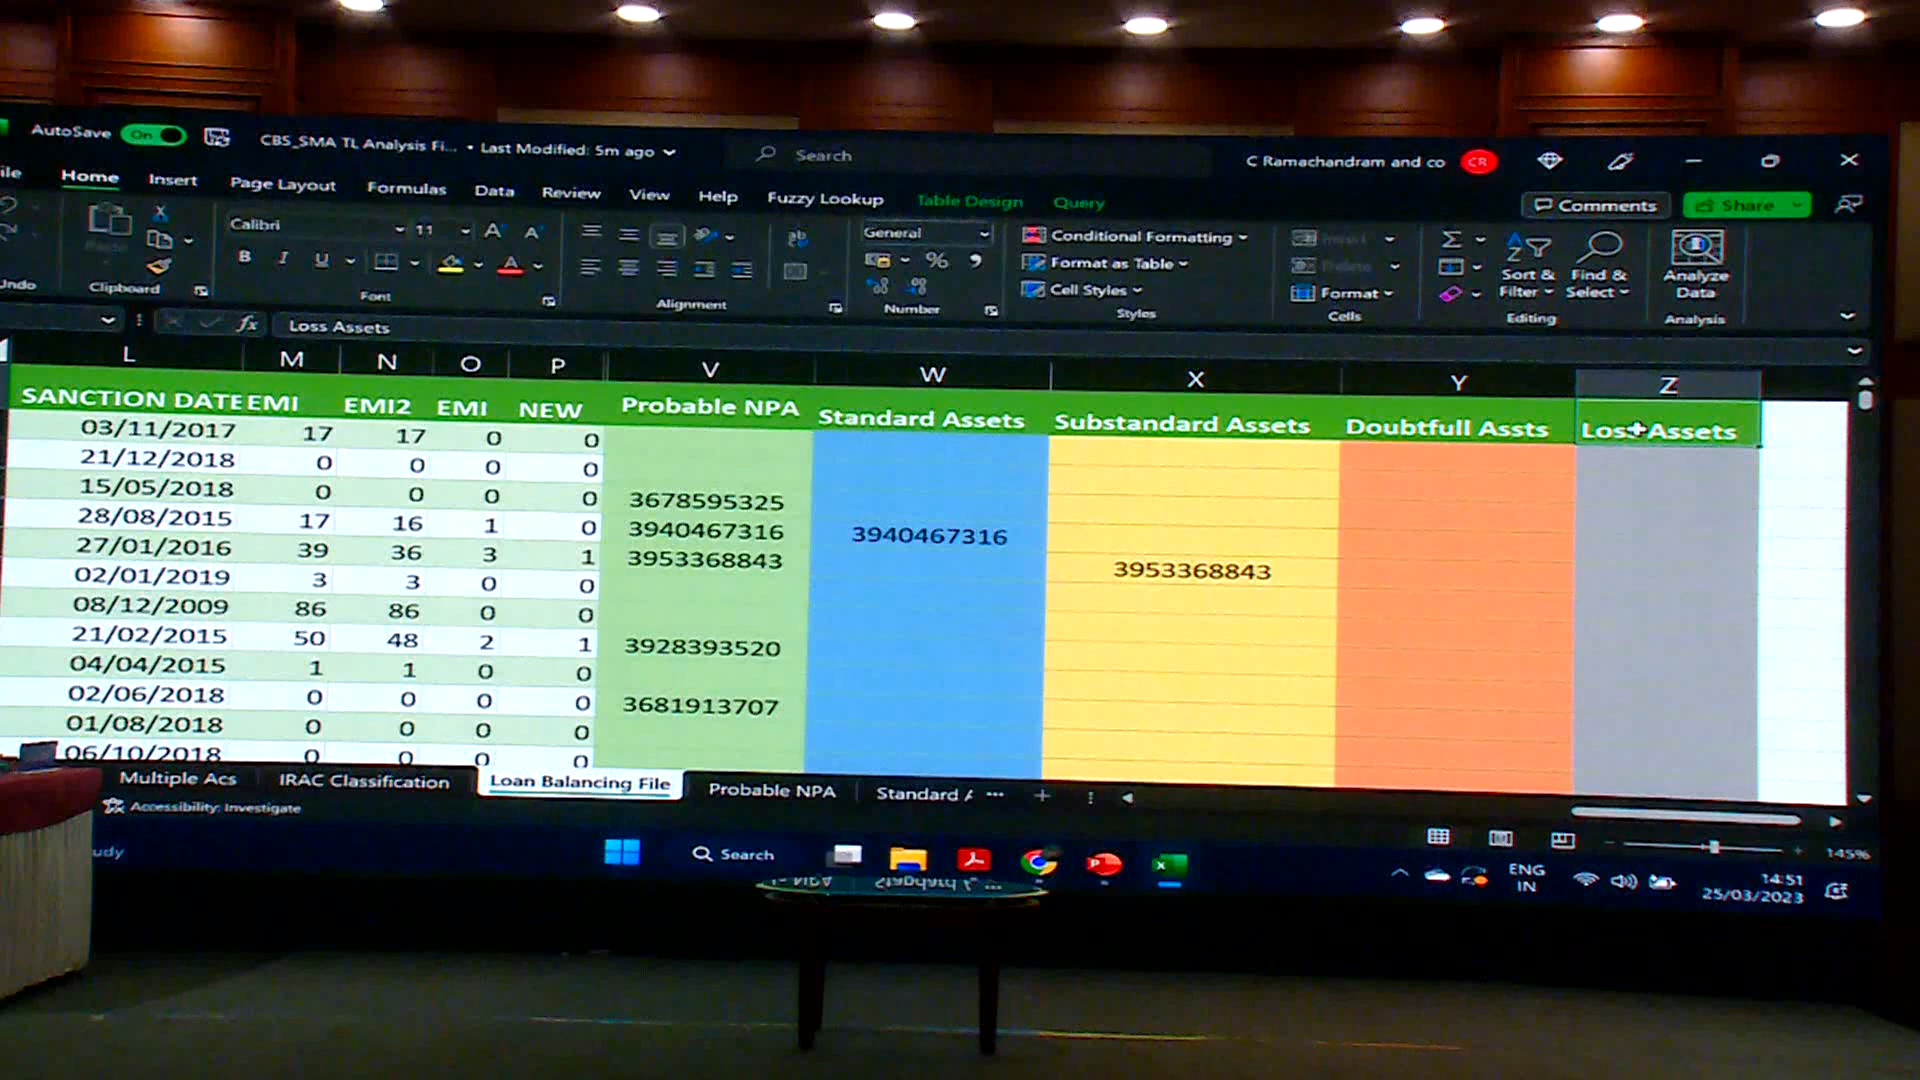 AutoSave On CBS_SMA TL Analysis Fi... • Last Modified: 5m ago Search C Ramachandram and co CR
Home Insert Page Layout Formulas Data Review View Help Fuzzy Lookup Table Design Query Comments Share
Calibri 11 General Conditional Formatting
B I U % Format as Table Sort & Find & Analyze
Undo Clipboard Font Alignment Number Cell Styles Styles Format Cells Filter Select Data
Editing Analysis
fx Loss Assets
L M N O P V W X Y Z
SANCTION DATE EMI EMI2 EMI NEW Probable NPA Standard Assets Substandard Assets Doubtfull Assts Loss Assets
03/11/2017 17 17 0 0
21/12/2018 0 0 0 0
15/05/2018 0 0 0 0 3678595325
28/08/2015 17 16 1 0 3940467316 3940467316
27/01/2016 39 36 3 1 3953368843 3953368843
02/01/2019 3 3 0 0
08/12/2009 86 86 0 0
21/02/2015 50 48 2 1 3928393520
04/04/2015 1 1 0 0
02/06/2018 0 0 0 0 3681913707
01/08/2018 0 0 0 0
06/10/2018 0 0 0 0
Multiple Acs IRAC Classification Loan Balancing File Probable NPA Standard A ...
Accessibility: Investigate
145%
Search
ENG
IN
14:51
25/03/2023